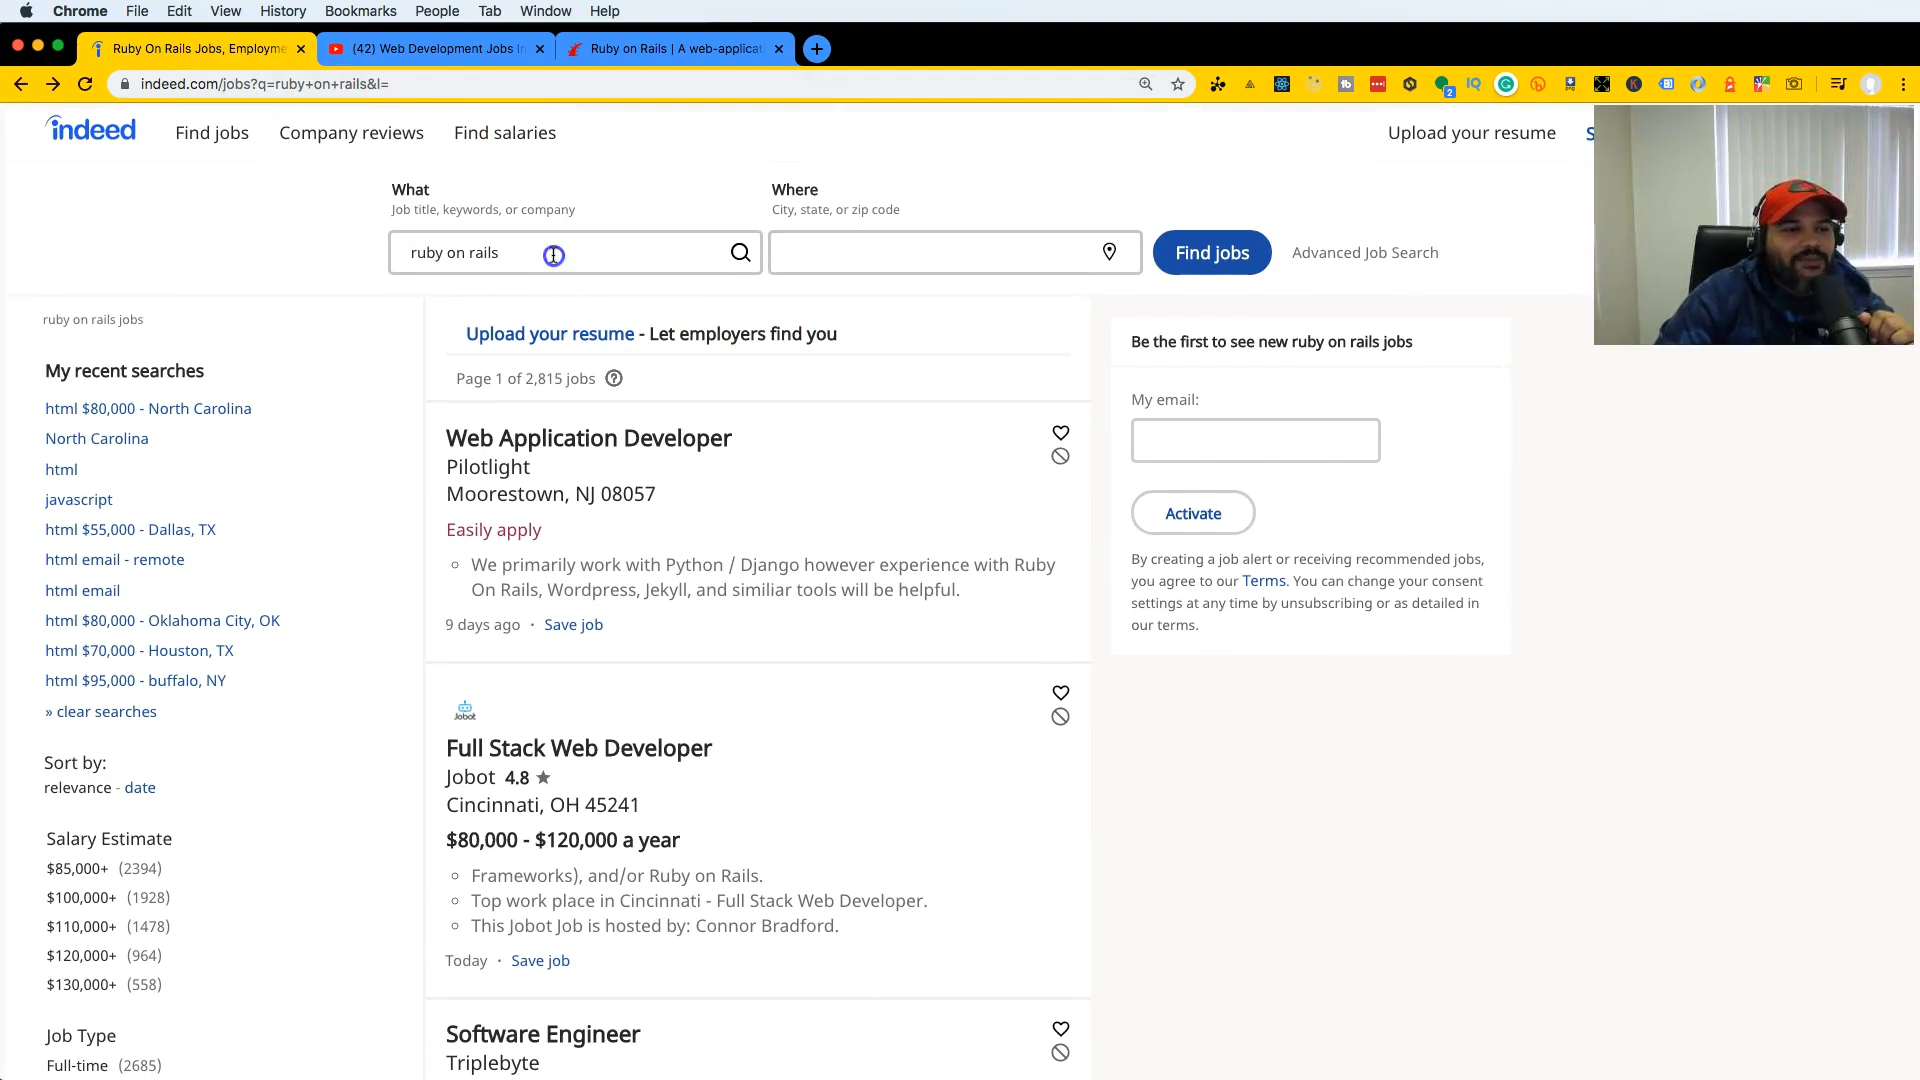 Chrome File Edit View History Bookmarks People Tab Window Help
Ruby On Rails Jobs, Employme
(42) Web Development Jobs In
Ruby on Rails | A web-applicat
indeed.com/jobs?q=ruby+on+rails&l=
indeed
Find jobs Company reviews Find salaries
Upload your resume S
What
Job title, keywords, or company
Where
City, state, or zip code
ruby on rails
Find jobs
Advanced Job Search
ruby on rails jobs
My recent searches
html $80,000 - North Carolina
North Carolina
html
javascript
html $55,000 - Dallas, TX
html email - remote
html email
html $80,000 - Oklahoma City, OK
html $70,000 - Houston, TX
html $95,000 - buffalo, NY
» clear searches
Sort by:
relevance - date
Salary Estimate
$85,000+ (2394)
$100,000+ (1928)
$110,000+ (1478)
$120,000+ (964)
$130,000+ (558)
Job Type
Full-time (2685)
Upload your resume - Let employers find you
Page 1 of 2,815 jobs
Web Application Developer
Pilotlight
Moorestown, NJ 08057
Easily apply
We primarily work with Python / Django however experience with Ruby
On Rails, Wordpress, Jekyll, and similiar tools will be helpful.
9 days ago · Save job
Jobot
Full Stack Web Developer
Jobot 4.8
Cincinnati, OH 45241
$80,000 - $120,000 a year
Frameworks), and/or Ruby on Rails.
Top work place in Cincinnati - Full Stack Web Developer.
This Jobot Job is hosted by: Connor Bradford.
Today · Save job
Software Engineer
Triplebyte
Be the first to see new ruby on rails jobs
My email:
Activate
By creating a job alert or receiving recommended jobs,
you agree to our Terms. You can change your consent
settings at any time by unsubscribing or as detailed in
our terms.